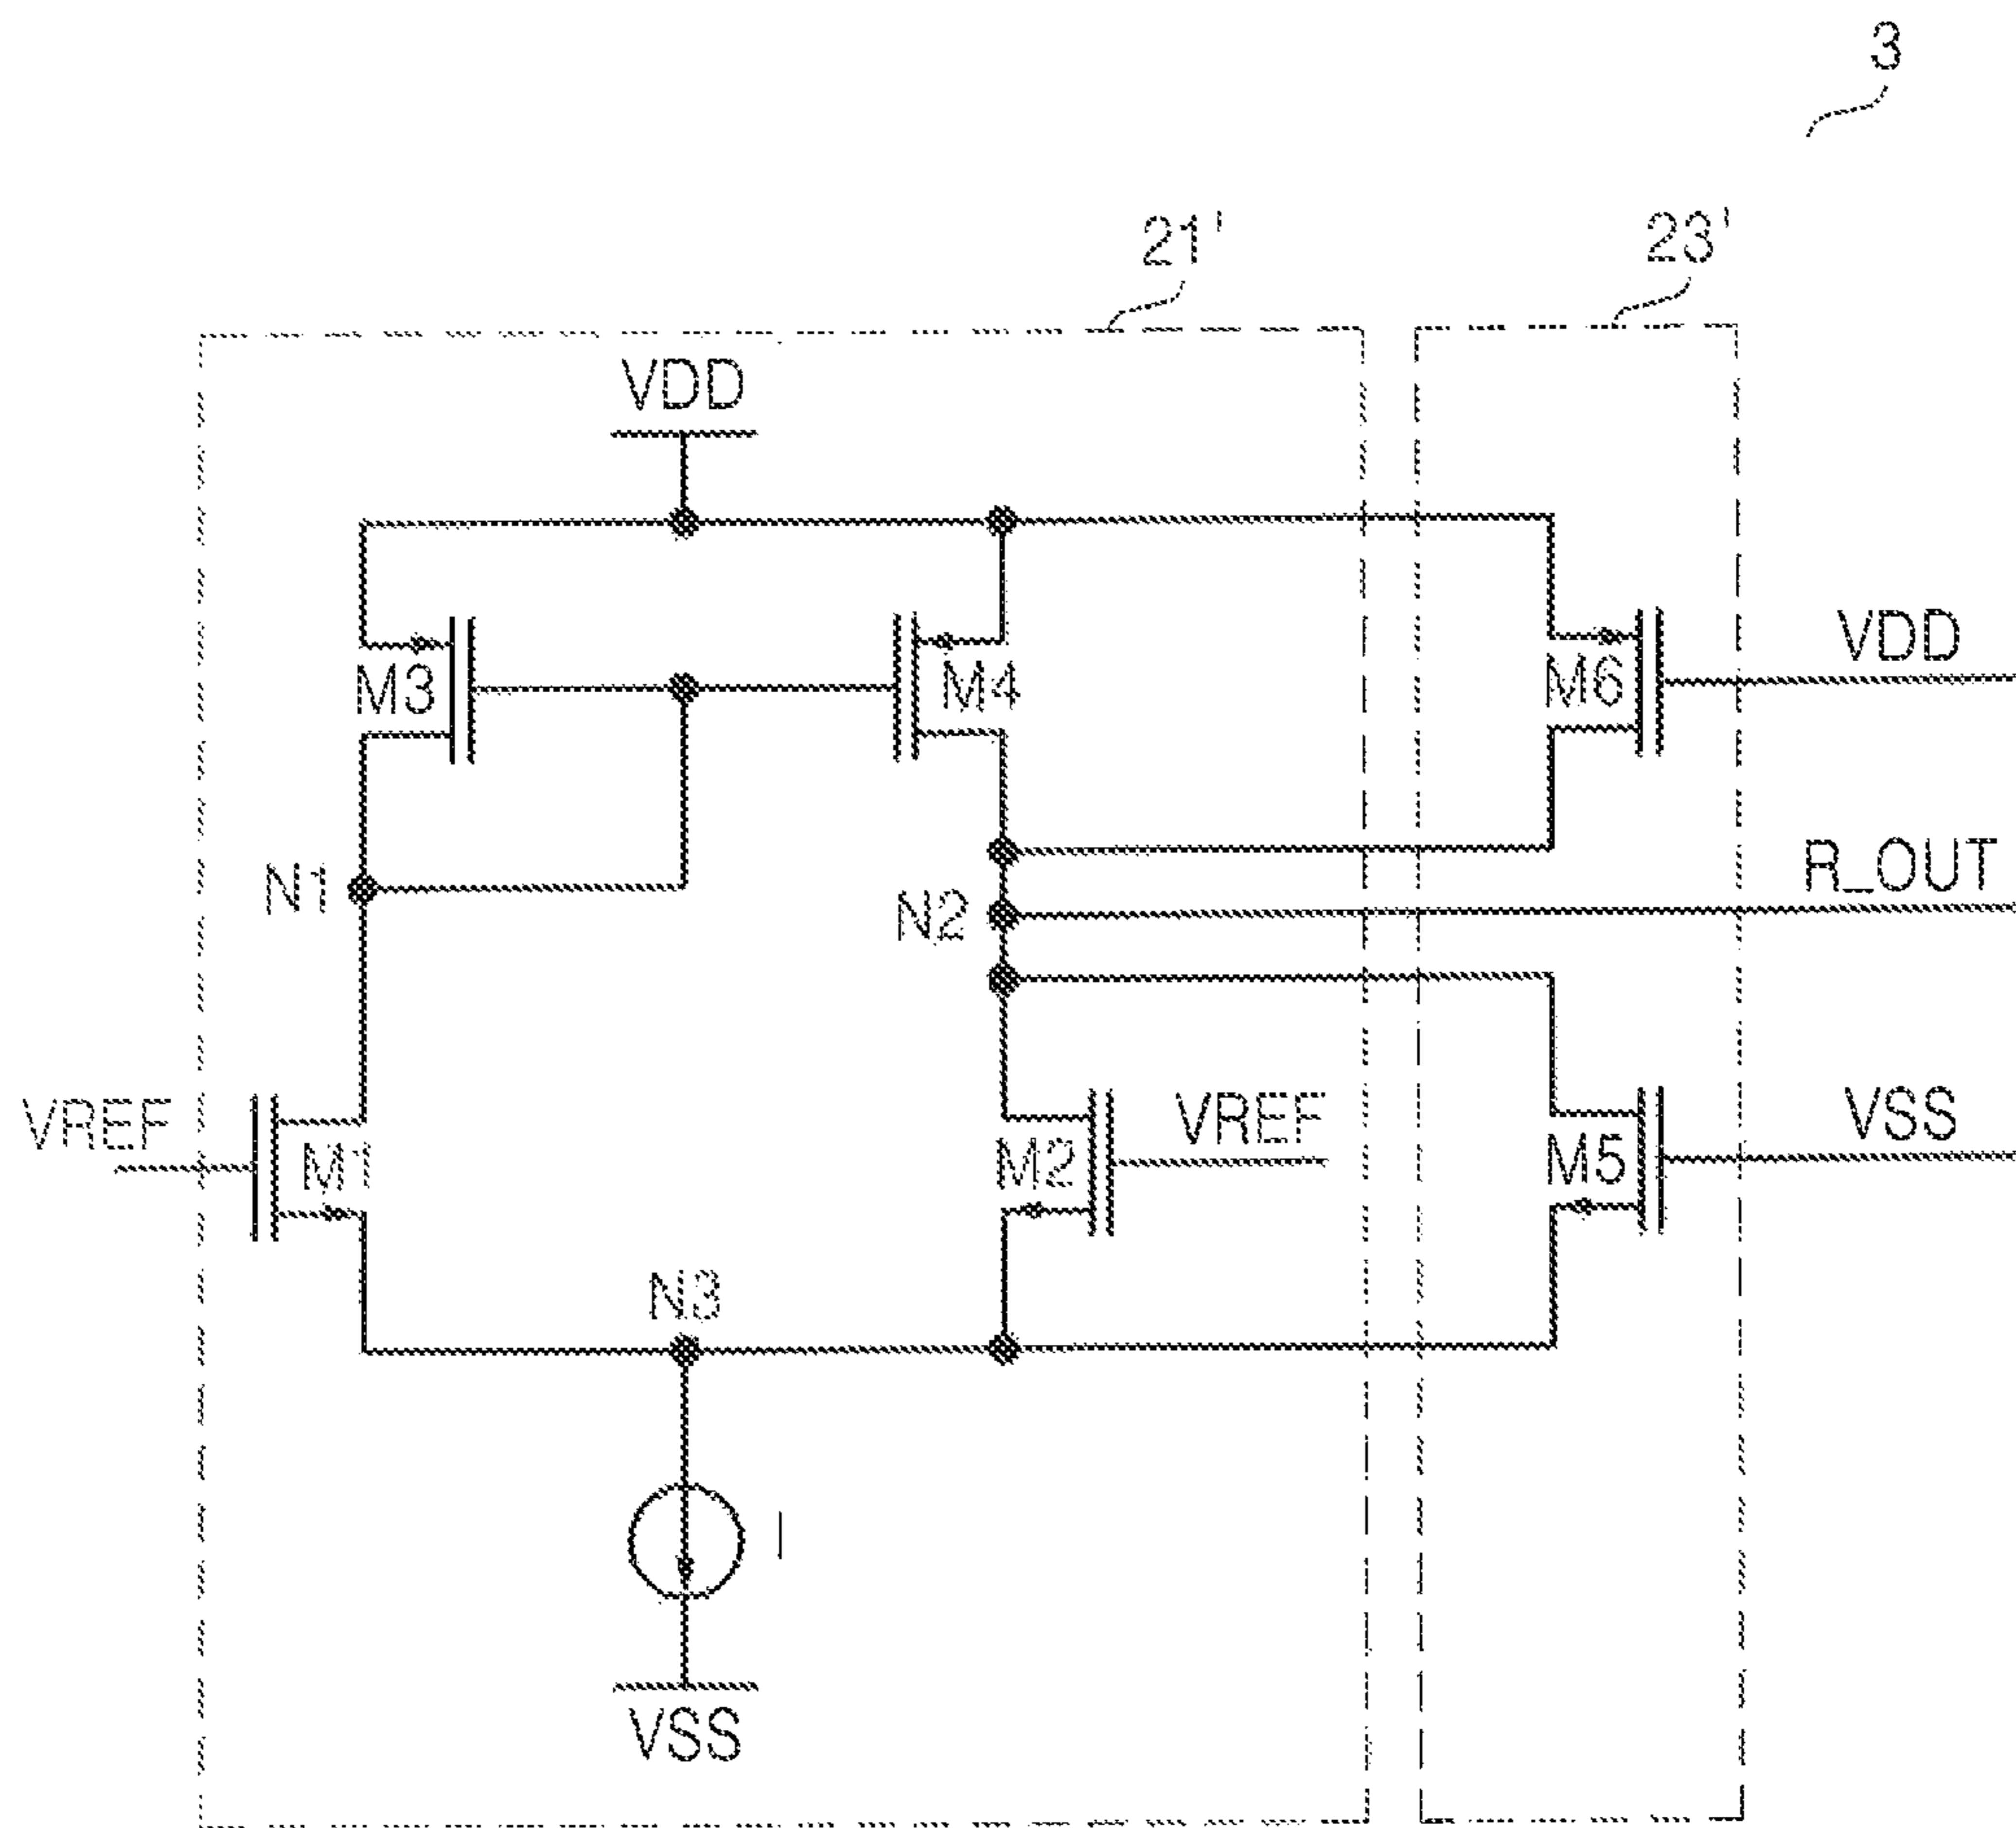 3
21'
23'
VDD
M3
M4
M6
VDD
R_OUT
N1
N2
VREF
M1
M2
VREF
M5
VSS
N3
I
VSS